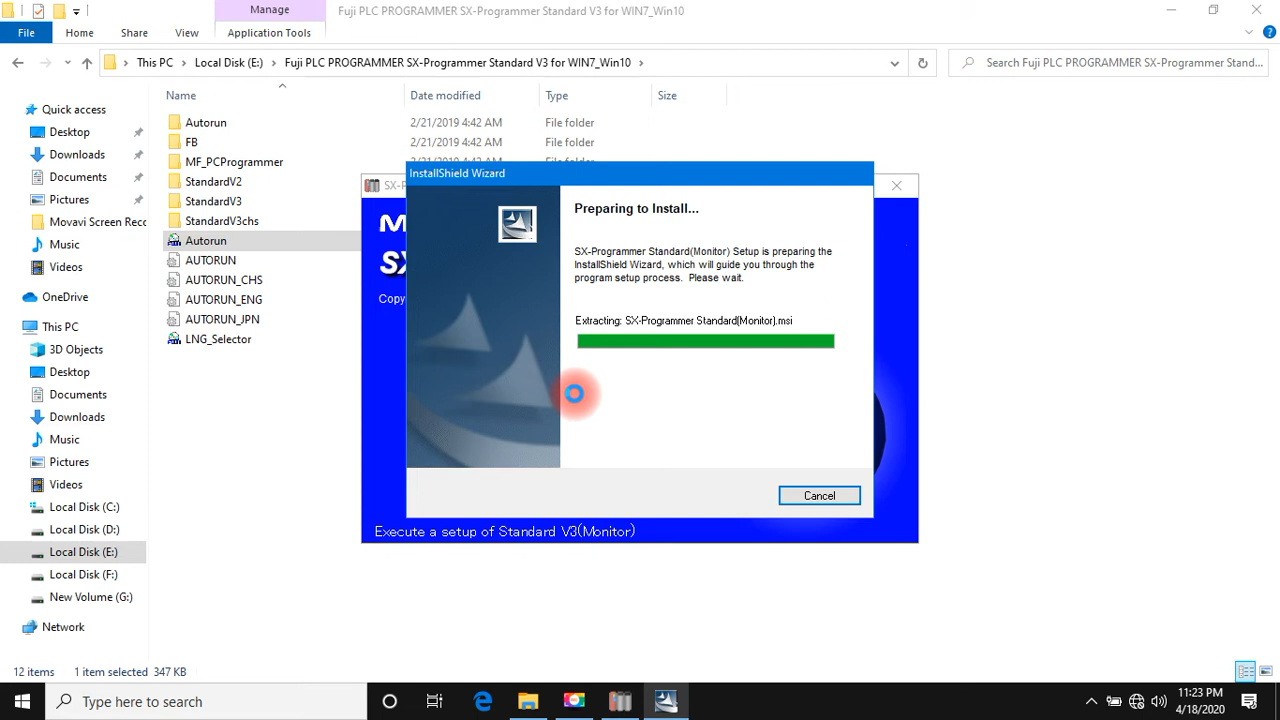 Manage
Fuji PLC PROGRAMMER SX-Programmer Standard V3 for WIN7_Win10
File
Home
Share
View
Application Tools
This PC
Local Disk (E:)
Fuji PLC PROGRAMMER SX-Programmer Standard V3 for WIN7_Win10
Search Fuji PLC PROGRAMMER SX-Programmer Stand...
Name
Date modified
Type
Size
Quick access
Desktop
Downloads
Documents
Pictures
Movavi Screen Reco
Music
Videos
OneDrive
This PC
3D Objects
Desktop
Documents
Downloads
Music
Pictures
Videos
Local Disk (C:)
Local Disk (D:)
Local Disk (E:)
Local Disk (F:)
New Volume (G:)
Network
Autorun 2/21/2019 4:42 AM File folder
FB 2/21/2019 4:42 AM File folder
MF_PCProgrammer
StandardV2
StandardV3
StandardV3chs
Autorun
AUTORUN
AUTORUN_CHS
AUTORUN_ENG
AUTORUN_JPN
LNG_Selector
SX-P
M
SX
Copy
InstallShield Wizard
Preparing to Install...
SX-Programmer Standard(Monitor) Setup is preparing the
InstallShield Wizard, which will guide you through the
program setup process. Please wait.
Extracting: SX-Programmer Standard(Monitor).msi
Cancel
Execute a setup of Standard V3(Monitor)
12 items
1 item selected 347 KB
Type here to search
11:23 PM
4/18/2020